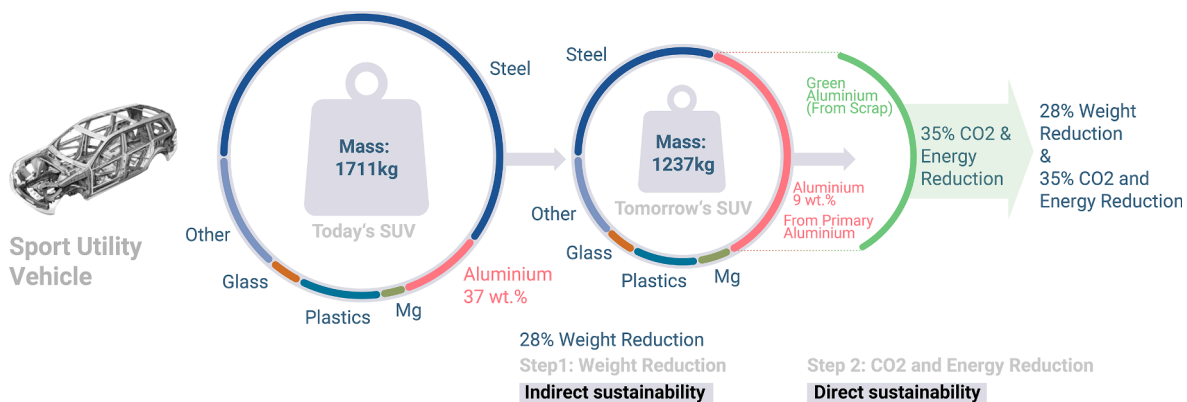 Sport Utility
Vehicle
Steel
Mass:
1711kg
Today's SUV
Other
Glass
Plastics
Mg
Aluminium
37 wt.%
Steel
Mass:
1237kg
Tomorrow's SUV
Other
Glass
Plastics
Mg
Aluminium
9 wt.%
From Primary
Aluminium
Green
Aluminium
(From Scrap)
35% CO2 &
Energy
Reduction
28% Weight
Reduction
&
35% CO2 and
Energy Reduction
28% Weight Reduction
Step1: Weight Reduction
Indirect sustainability
Step 2: CO2 and Energy Reduction
Direct sustainability